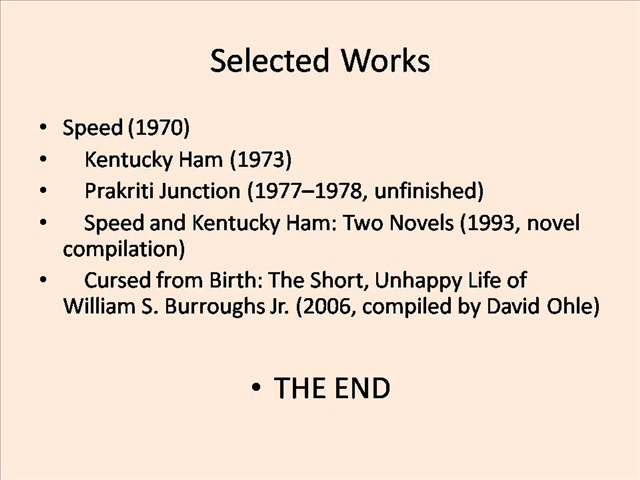 Selected Works
• Speed (1970)
• Kentucky Ham (1973)
• Prakriti Junction (1977–1978, unfinished)
• Speed and Kentucky Ham: Two Novels (1993, novel
compilation)
• Cursed from Birth: The Short, Unhappy Life of
William S. Burroughs Jr. (2006, compiled by David Ohle)
• THE END